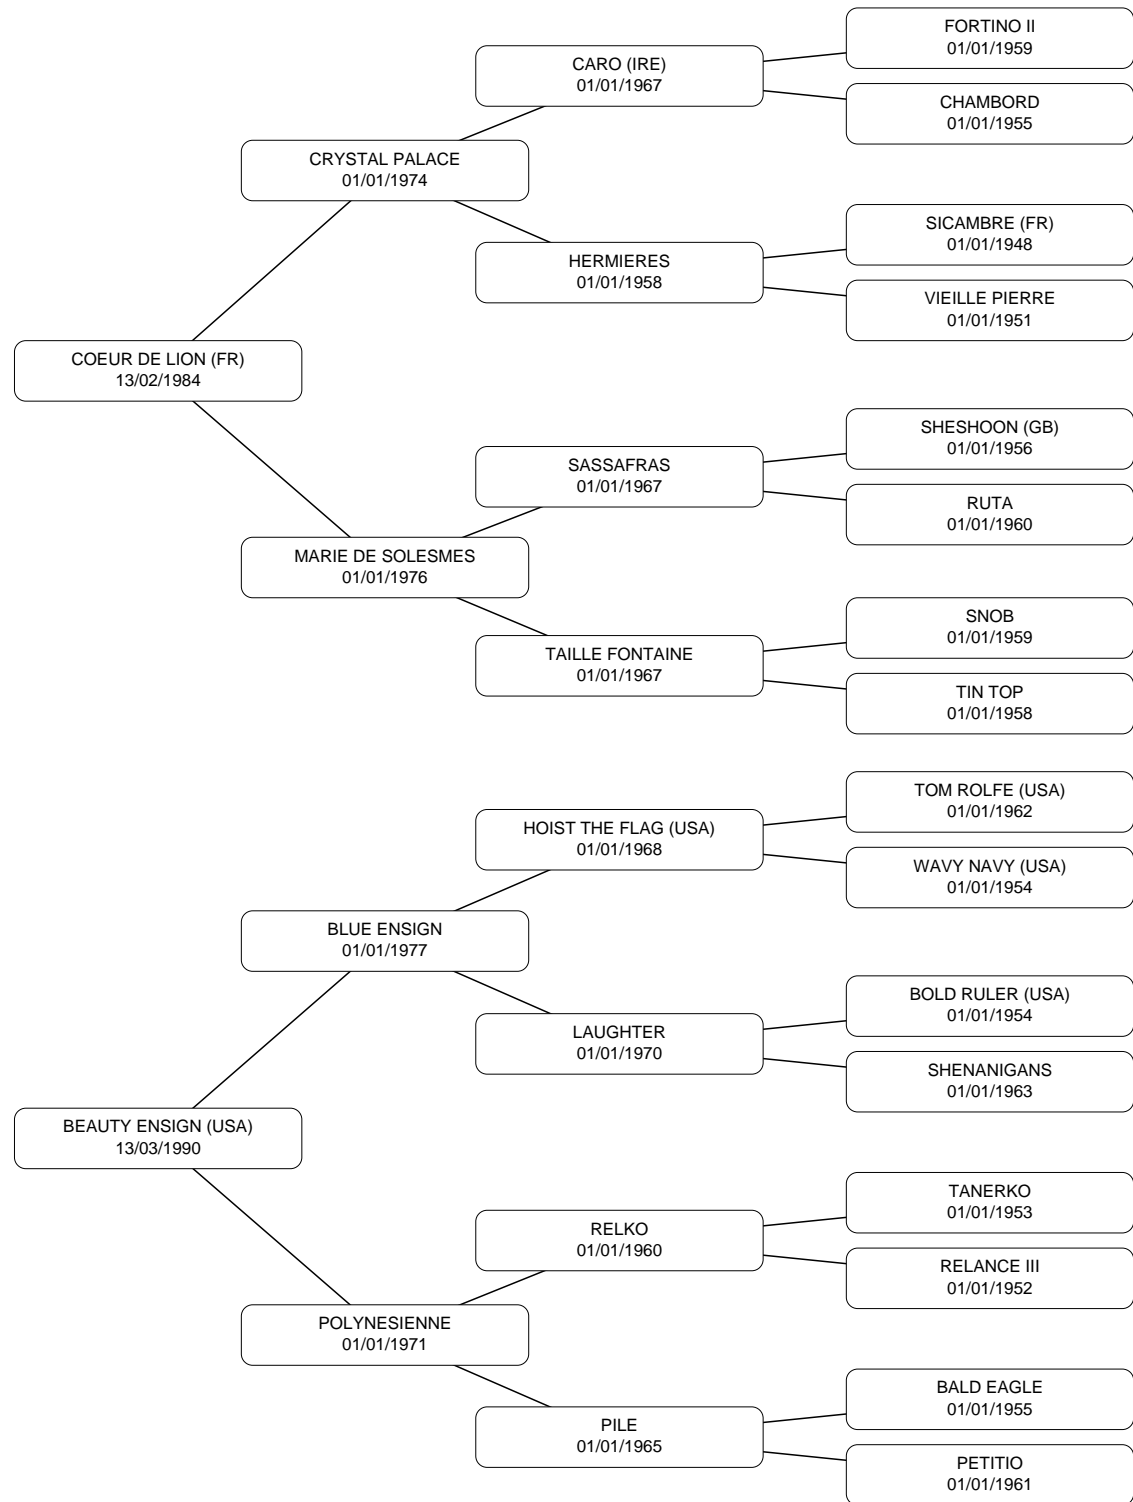 FORTINO II
01/01/1959
CARO (IRE)
01/01/1967
CHAMBORD
01/01/1955
CRYSTAL PALACE
01/01/1974
SICAMBRE (FR)
01/01/1948
HERMIERES
01/01/1958
VIEILLE PIERRE
01/01/1951
COEUR DE LION (FR)
13/02/1984
SHESHOON (GB)
01/01/1956
SASSAFRAS
01/01/1967
RUTA
01/01/1960
MARIE DE SOLESMES
01/01/1976
SNOB
01/01/1959
TAILLE FONTAINE
01/01/1967
TIN TOP
01/01/1958
TOM ROLFE (USA)
01/01/1962
HOIST THE FLAG (USA)
01/01/1968
WAVY NAVY (USA)
01/01/1954
BLUE ENSIGN
01/01/1977
BOLD RULER (USA)
01/01/1954
LAUGHTER
01/01/1970
SHENANIGANS
01/01/1963
BEAUTY ENSIGN (USA)
13/03/1990
TANERKO
01/01/1953
RELKO
01/01/1960
RELANCE III
01/01/1952
POLYNESIENNE
01/01/1971
BALD EAGLE
01/01/1955
PILE
01/01/1965
PETITIO
01/01/1961